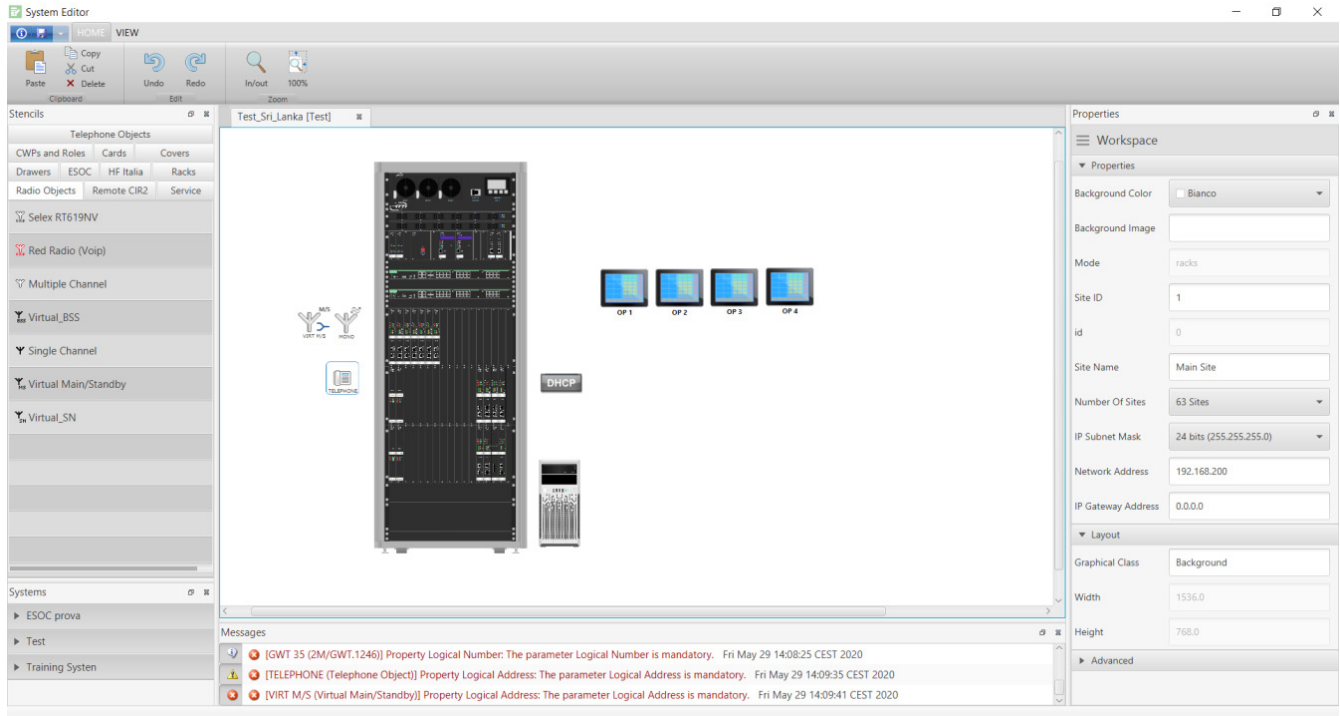 System Editor
HOME VIEW
Paste
Copy
Cut
Delete
Undo
Redo
In/out
100%
Clipboard
Edit
Zoom
Stencils
Telephone Objects
CWPs and Roles Cards Covers
Drawers ESOC HF Italia Racks
Radio Objects Remote CIR2 Service
Selex RT619NV
Red Radio (Voip)
Multiple Channel
Virtual_BSS
Single Channel
Virtual Main/Standby
Virtual_SN
Systems
ESOC prova
Test
Training Systen
Test_Sri_Lanka [Test]
M/S
VIRT M/S MONO
TELEPHONE
OP 1 OP 2 OP 3 OP 4
DHCP
Messages
[GWT 35 (2M/GWT.1246)] Property Logical Number: The parameter Logical Number is mandatory. Fri May 29 14:08:25 CEST 2020
[TELEPHONE (Telephone Object)] Property Logical Address: The parameter Logical Address is mandatory. Fri May 29 14:09:35 CEST 2020
[VIRT M/S (Virtual Main/Standby)] Property Logical Address: The parameter Logical Address is mandatory. Fri May 29 14:09:41 CEST 2020
Properties
Workspace
Properties
Background Color Bianco
Background Image
Mode racks
Site ID 1
id 0
Site Name Main Site
Number Of Sites 63 Sites
IP Subnet Mask 24 bits (255.255.255.0)
Network Address 192.168.200
IP Gateway Address 0.0.0.0
Layout
Graphical Class Background
Width 1536.0
Height 768.0
Advanced